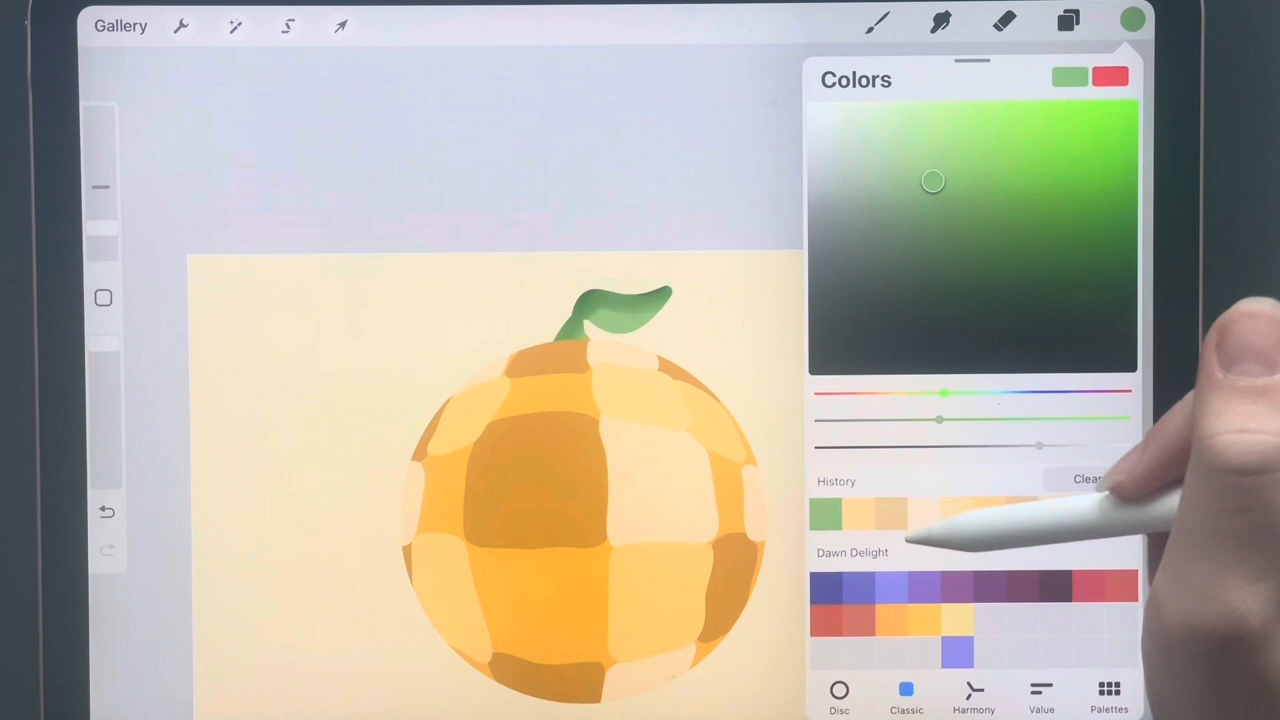 Gallery
Colors
History
Clear
Dawn Delight
Disc
Classic
Harmony
Value
Palettes